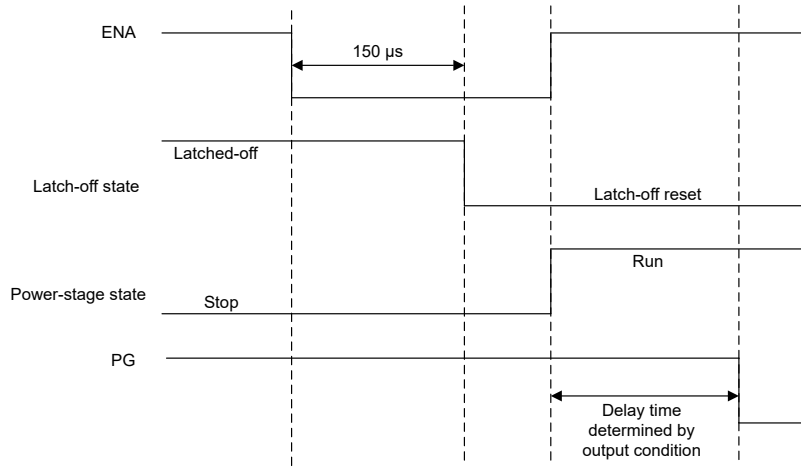 ENA
150 µs
Latched-off
Latch-off state
Latch-off reset
Run
Power-stage state
Stop
PG
Delay time
determined by
output condition